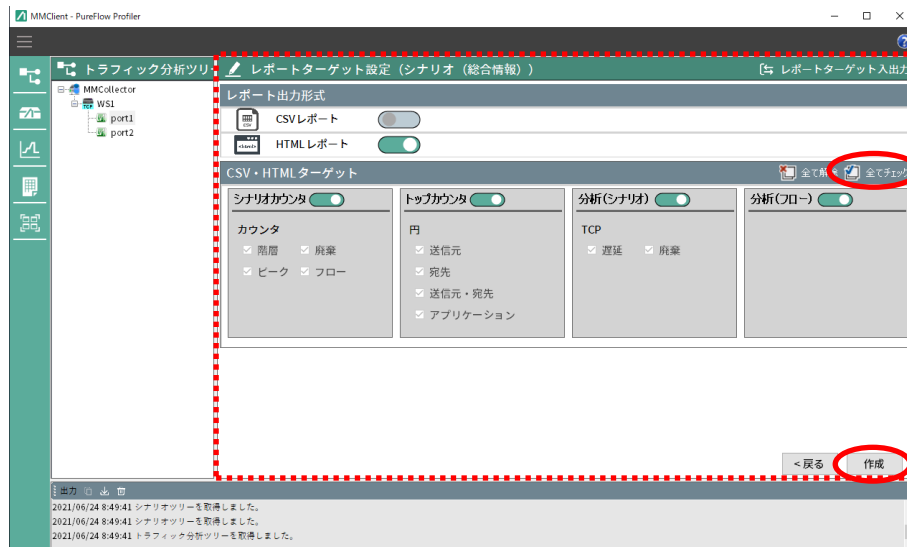 MMClient - PureFlow Profiler
トラフィック分析ツリー
レポートターゲット設定（シナリオ（総合情報））
レポートターゲット入出力
MMCollector
WS1
port1
port2
レポート出力形式
CSVレポート
HTMLレポート
CSV・HTMLターゲット
全て解除
全てチェック
シナリオカウンタ
トップカウンタ
分析(シナリオ)
分析(フロー)
カウンタ
円
TCP
階層
廃棄
送信元
遅延
廃棄
ピーク
フロー
宛先
送信元・宛先
アプリケーション
<戻る
作成
出力
2021/06/24 8:49:41 シナリオツリーを取得しました。
2021/06/24 8:49:41 シナリオツリーを取得しました。
2021/06/24 8:49:41 トラフィック分析ツリーを取得しました。